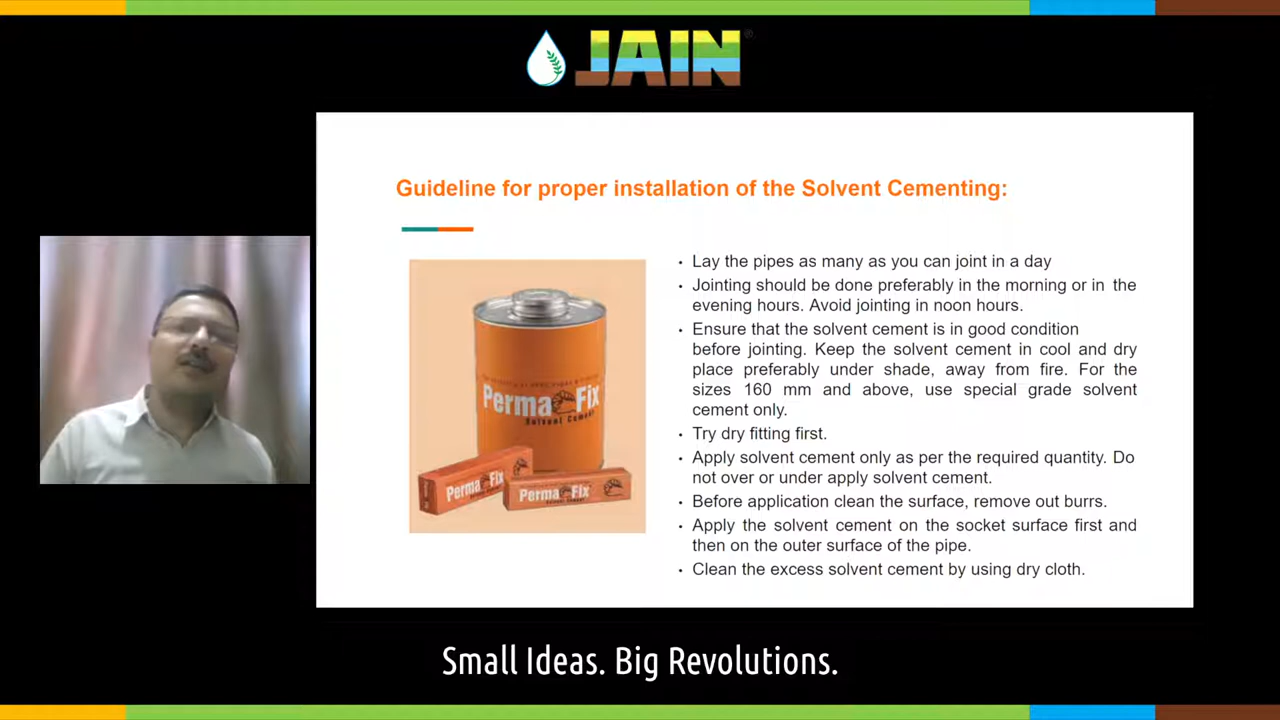 JAIN®
Guideline for proper installation of the Solvent Cementing:
• Lay the pipes as many as you can joint in a day
• Jointing should be done preferably in the morning or in the
evening hours. Avoid jointing in noon hours.
• Ensure that the solvent cement is in good condition
before jointing. Keep the solvent cement in cool and dry
place preferably under shade, away from fire. For the
sizes 160 mm and above, use special grade solvent
cement only.
• Try dry fitting first.
• Apply solvent cement only as per the required quantity. Do
not over or under apply solvent cement.
• Before application clean the surface, remove out burrs.
• Apply the solvent cement on the socket surface first and
then on the outer surface of the pipe.
• Clean the excess solvent cement by using dry cloth.
Perma Fix
Solvent Cement
Perma Fix
Perma Fix
Small Ideas. Big Revolutions.